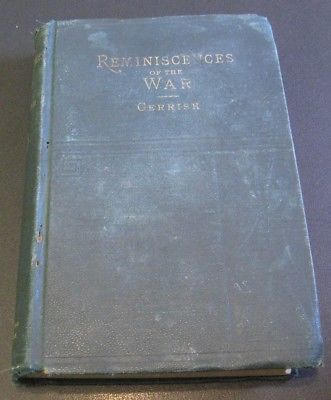 REMINISCENCES
OF THE
WAR
GERRISH